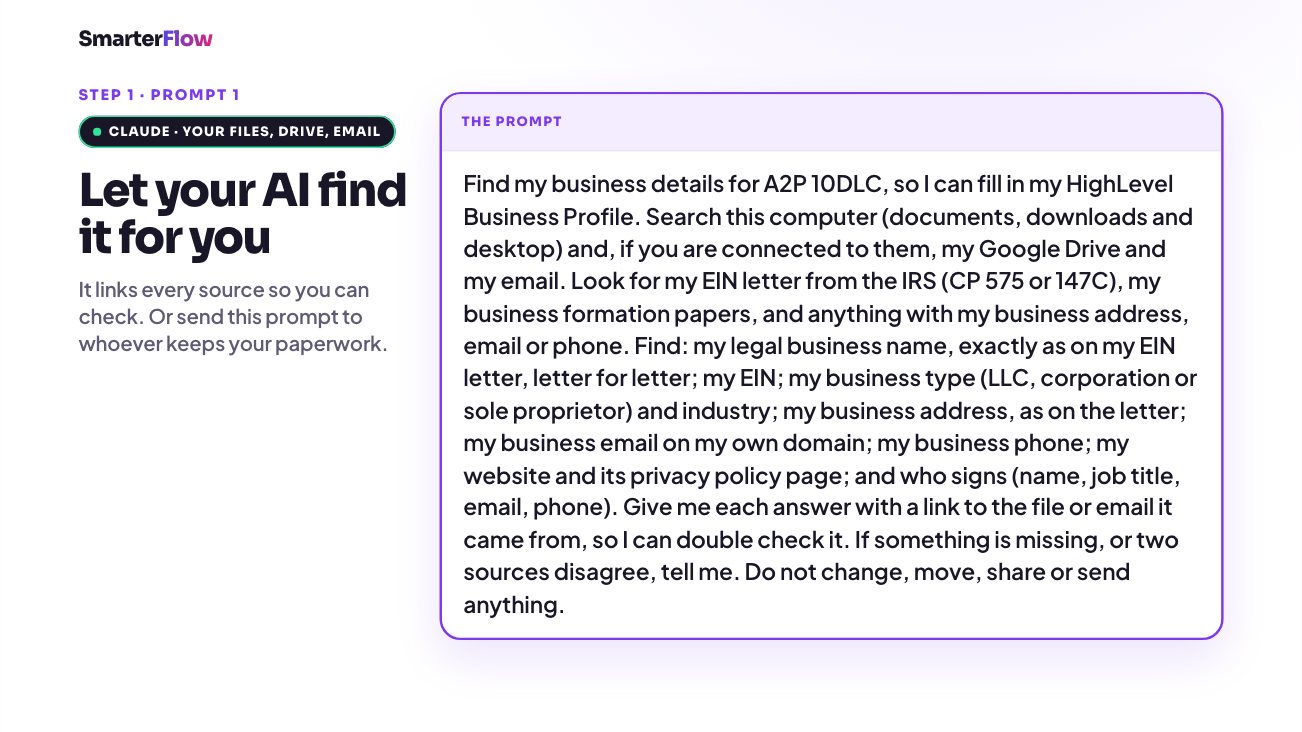 SmarterFlow
STEP 1 · PROMPT 1
CLAUDE · YOUR FILES, DRIVE, EMAIL
Let your AI find
it for you
It links every source so you can
check. Or send this prompt to
whoever keeps your paperwork.
THE PROMPT
Find my business details for A2P 10DLC, so I can fill in my HighLevel
Business Profile. Search this computer (documents, downloads and
desktop) and, if you are connected to them, my Google Drive and
my email. Look for my EIN letter from the IRS (CP 575 or 147C), my
business formation papers, and anything with my business address,
email or phone. Find: my legal business name, exactly as on my EIN
letter, letter for letter; my EIN; my business type (LLC, corporation or
sole proprietor) and industry; my business address, as on the letter;
my business email on my own domain; my business phone; my
website and its privacy policy page; and who signs (name, job title,
email, phone). Give me each answer with a link to the file or email it
came from, so I can double check it. If something is missing, or two
sources disagree, tell me. Do not change, move, share or send
anything.